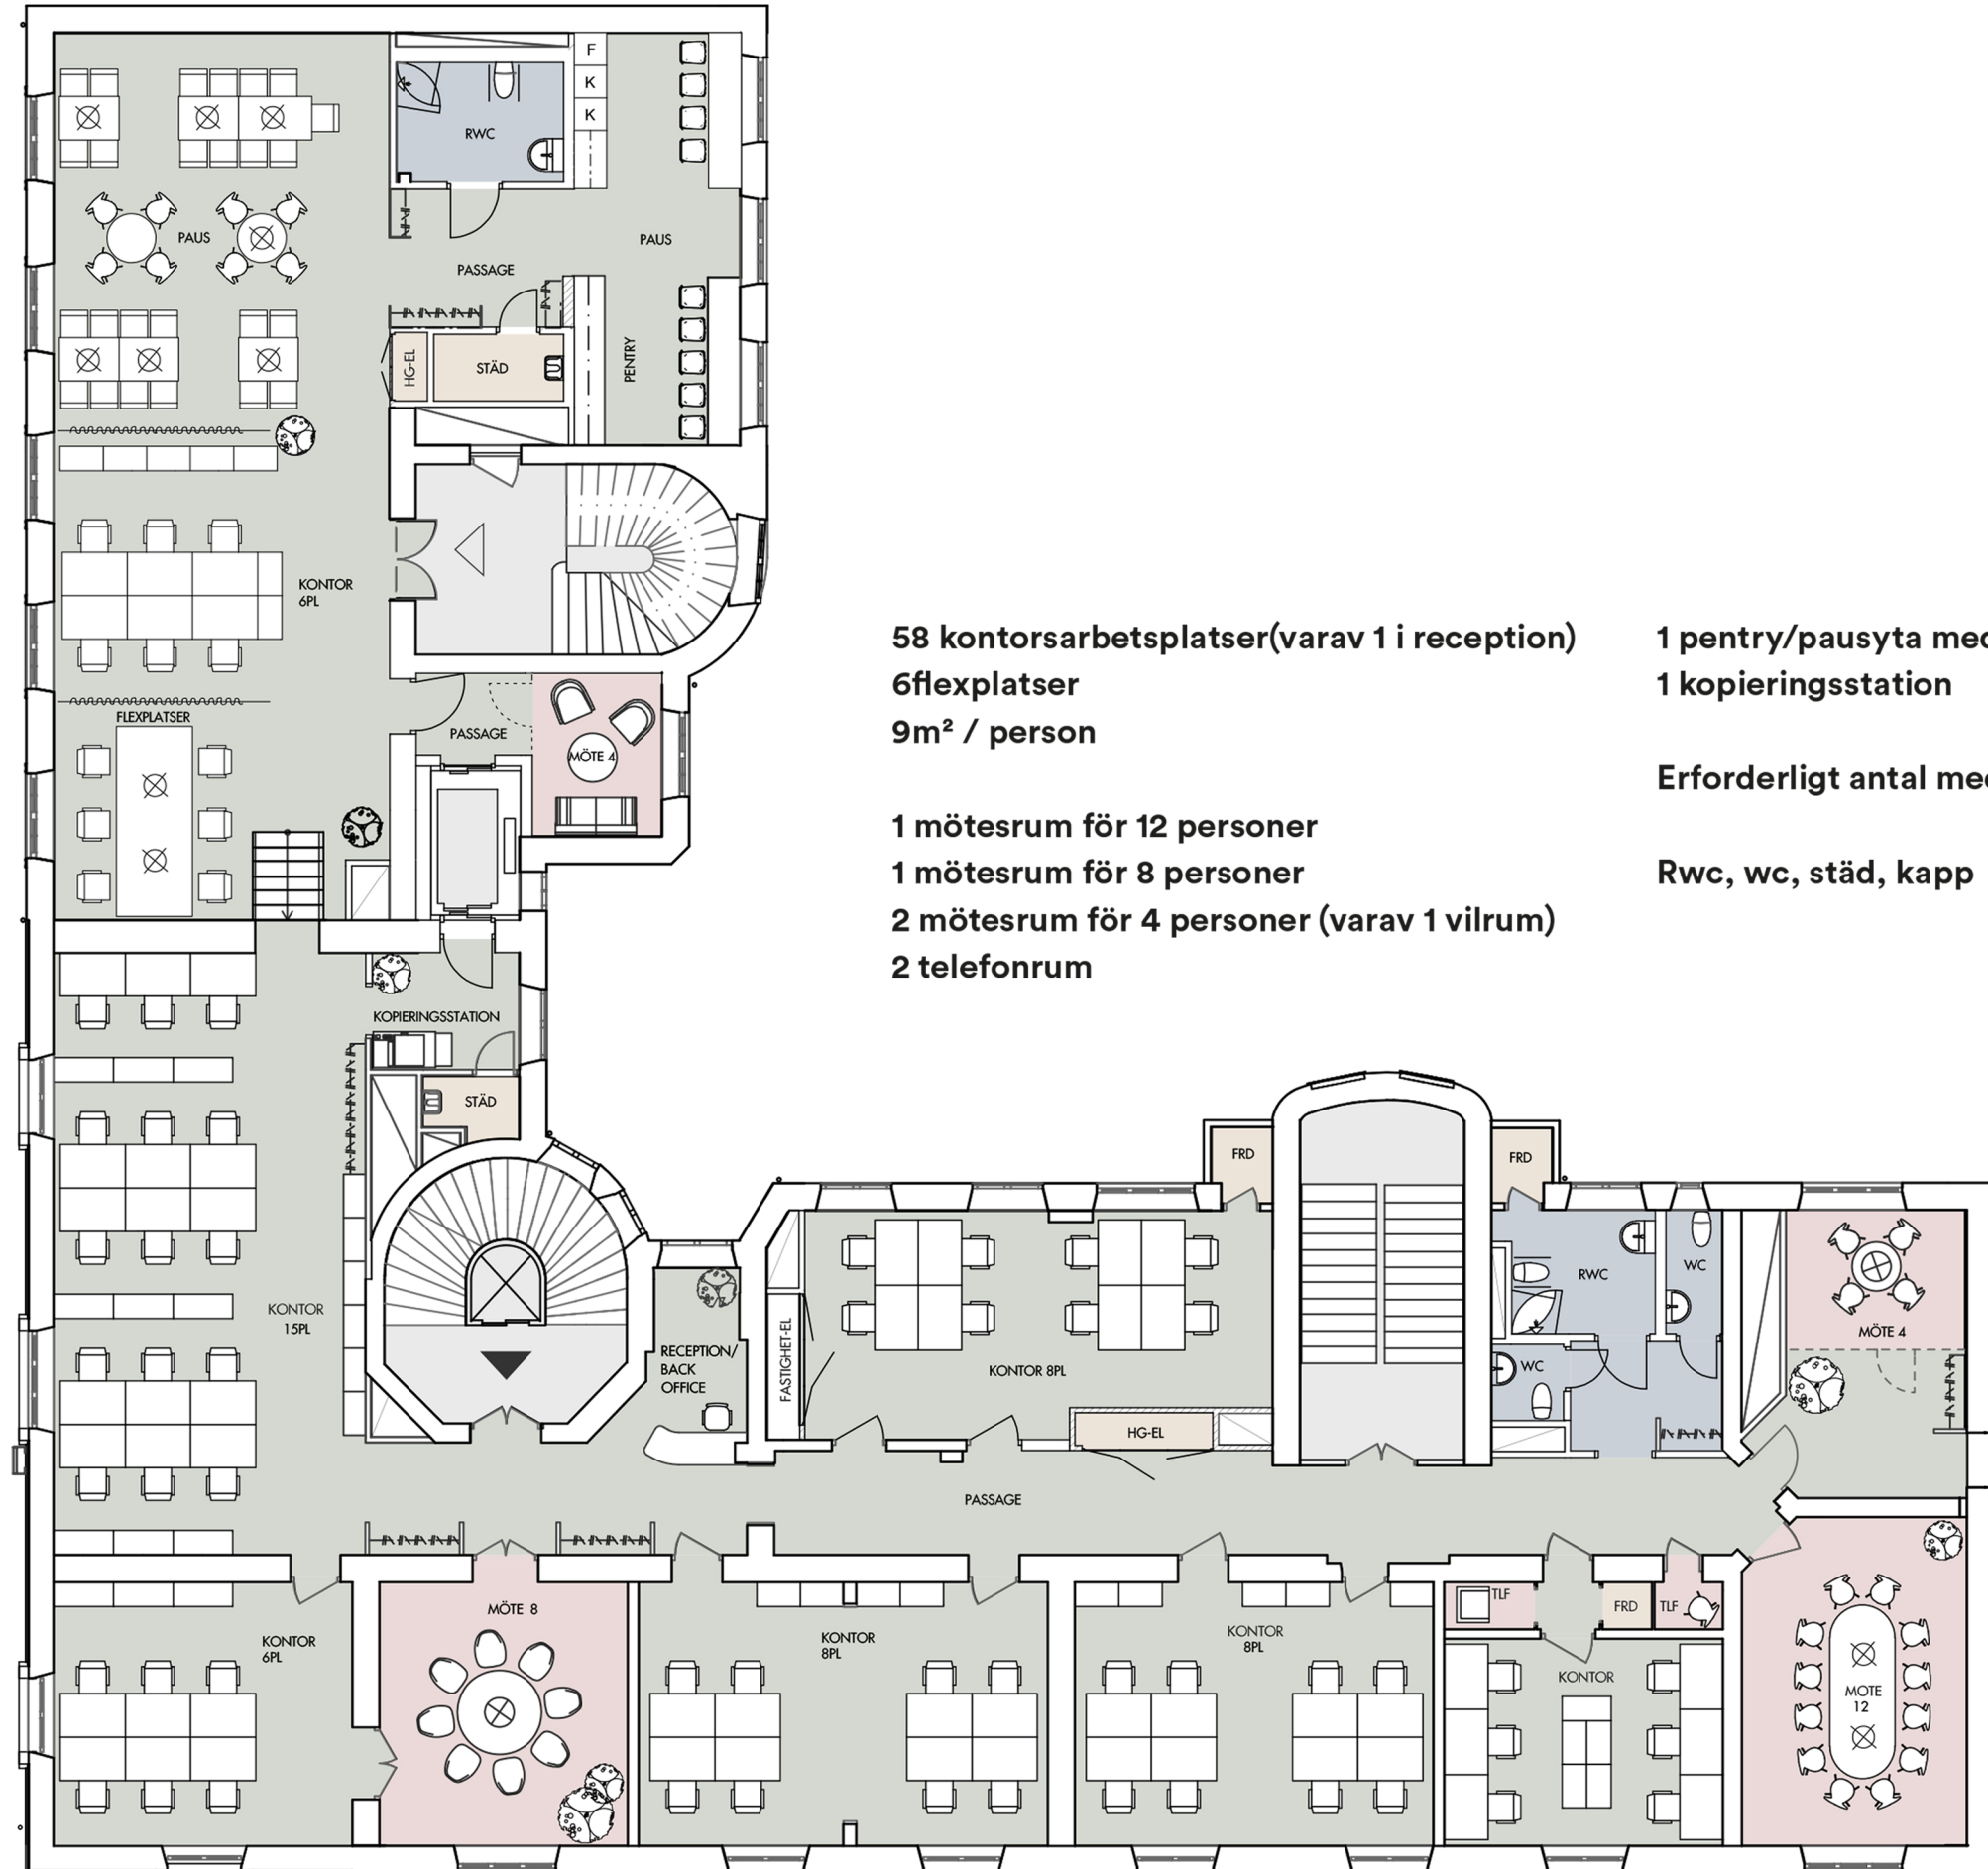 F
K
K
RWC
PAUS
PAUS
PASSAGE
HG-EL
STÄD
PENTRY
KONTOR
6PL
58 kontorsarbetsplatser(varav 1 i reception)
6flexplatser
9m² / person
1 mötesrum för 12 personer
1 mötesrum för 8 personer
2 mötesrum för 4 personer (varav 1 vilrum)
2 telefonrum
1 pentry/pausyta med
1 kopieringsstation
Erforderligt antal med
Rwc, wc, städ, kapp
FLEXPLATSER
PASSAGE
MÖTE 4
KOPIERINGSSTATION
STÄD
KONTOR
15PL
RECEPTION/
BACK
OFFICE
FASTIGHET-EL
KONTOR 8PL
HG-EL
FRD
FRD
RWC
WC
WC
MÖTE 4
PASSAGE
KONTOR
6PL
MÖTE 8
KONTOR
8PL
KONTOR
8PL
TLF
FRD
TLF
KONTOR
MOTE
12